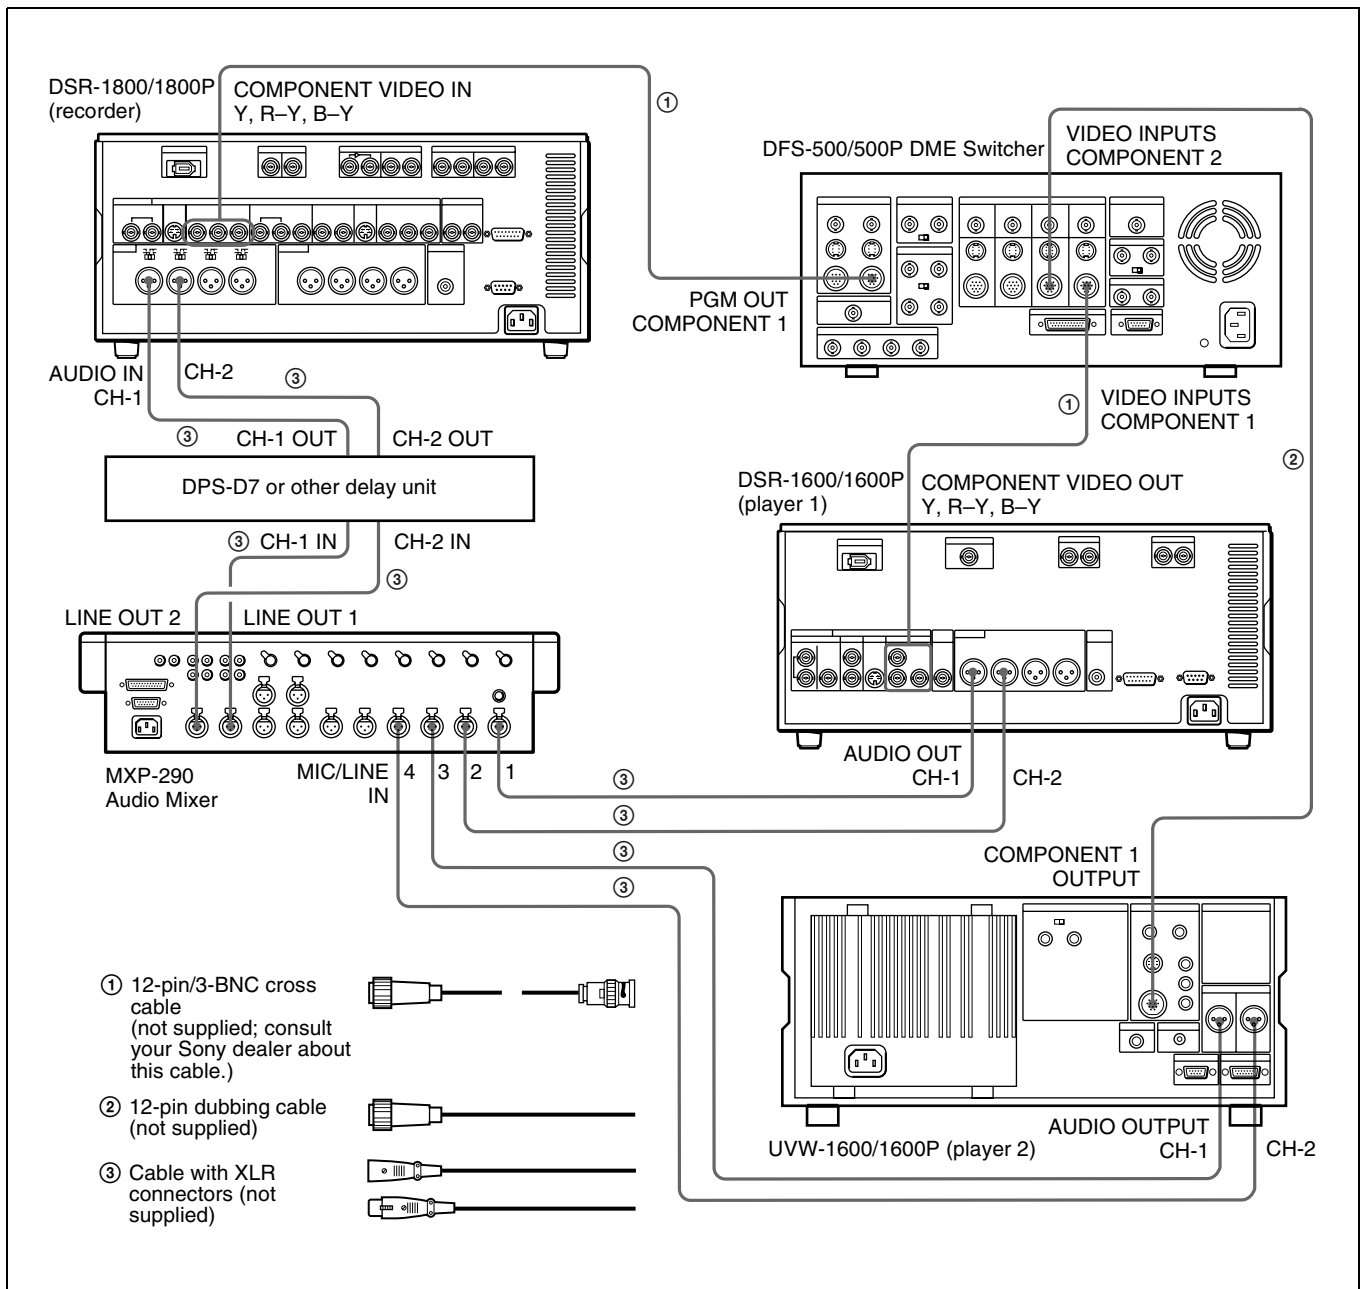 DSR-1800/1800P
(recorder)
COMPONENT VIDEO IN
Y, R–Y, B–Y
①
DFS-500/500P DME Switcher
VIDEO INPUTS
COMPONENT 2
PGM OUT
COMPONENT 1
AUDIO IN
CH-1
CH-2
③
③
CH-1 OUT
CH-2 OUT
DPS-D7 or other delay unit
③
CH-1 IN
CH-2 IN
③
①
VIDEO INPUTS
COMPONENT 1
②
DSR-1600/1600P
(player 1)
COMPONENT VIDEO OUT
Y, R–Y, B–Y
LINE OUT 2
LINE OUT 1
MXP-290
Audio Mixer
MIC/LINE
IN
4
3
2
1
AUDIO OUT
CH-1
CH-2
③
③
③
③
COMPONENT 1
OUTPUT
UVW-1600/1600P (player 2)
AUDIO OUTPUT
CH-1
CH-2
① 12-pin/3-BNC cross
cable
(not supplied; consult
your Sony dealer about
this cable.)
② 12-pin dubbing cable
(not supplied)
③ Cable with XLR
connectors (not
supplied)